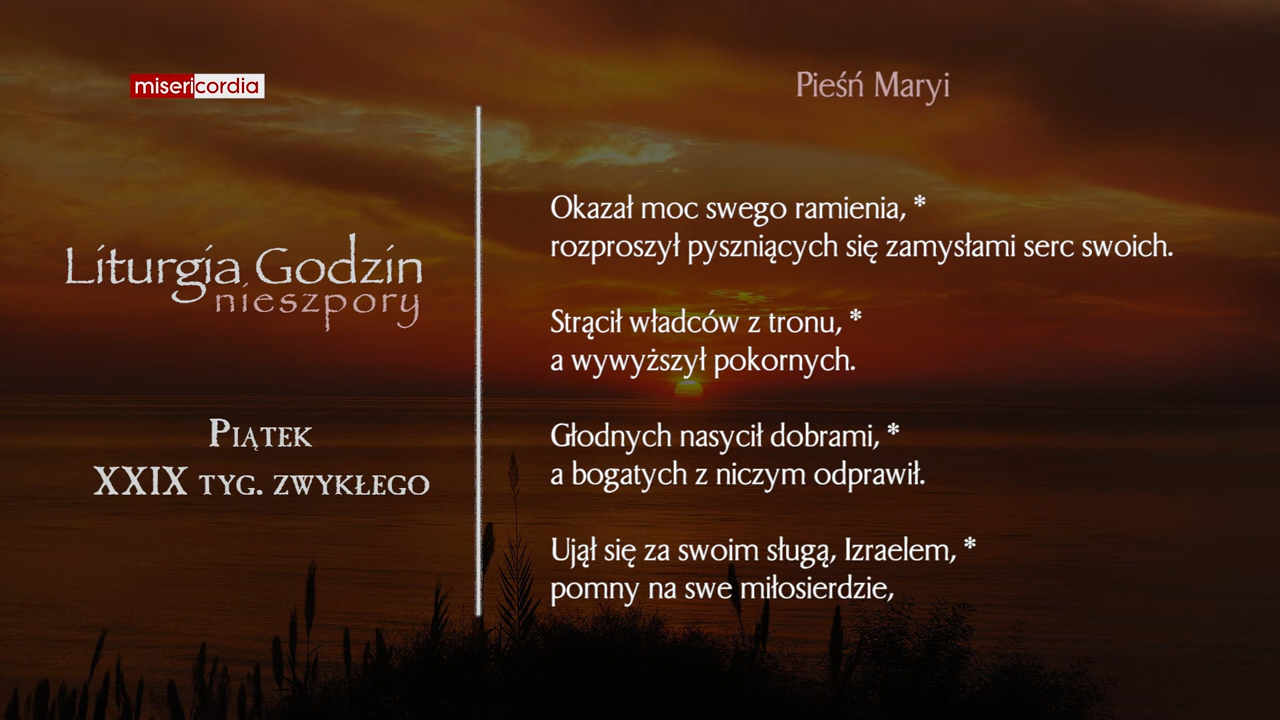 misericordia
Pieśń Maryi
Liturgia Godzin
nieszpory
Piątek
XXIX tyg. zwykłego
Okazał moc swego ramienia, *
rozproszył pyszniących się zamysłami serc swoich.
Strącił władców z tronu, *
a wywyższył pokornych.
Głodnych nasycił dobrami, *
a bogatych z niczym odprawił.
Ujął się za swoim sługą, Izraelem, *
pomny na swe miłosierdzie,